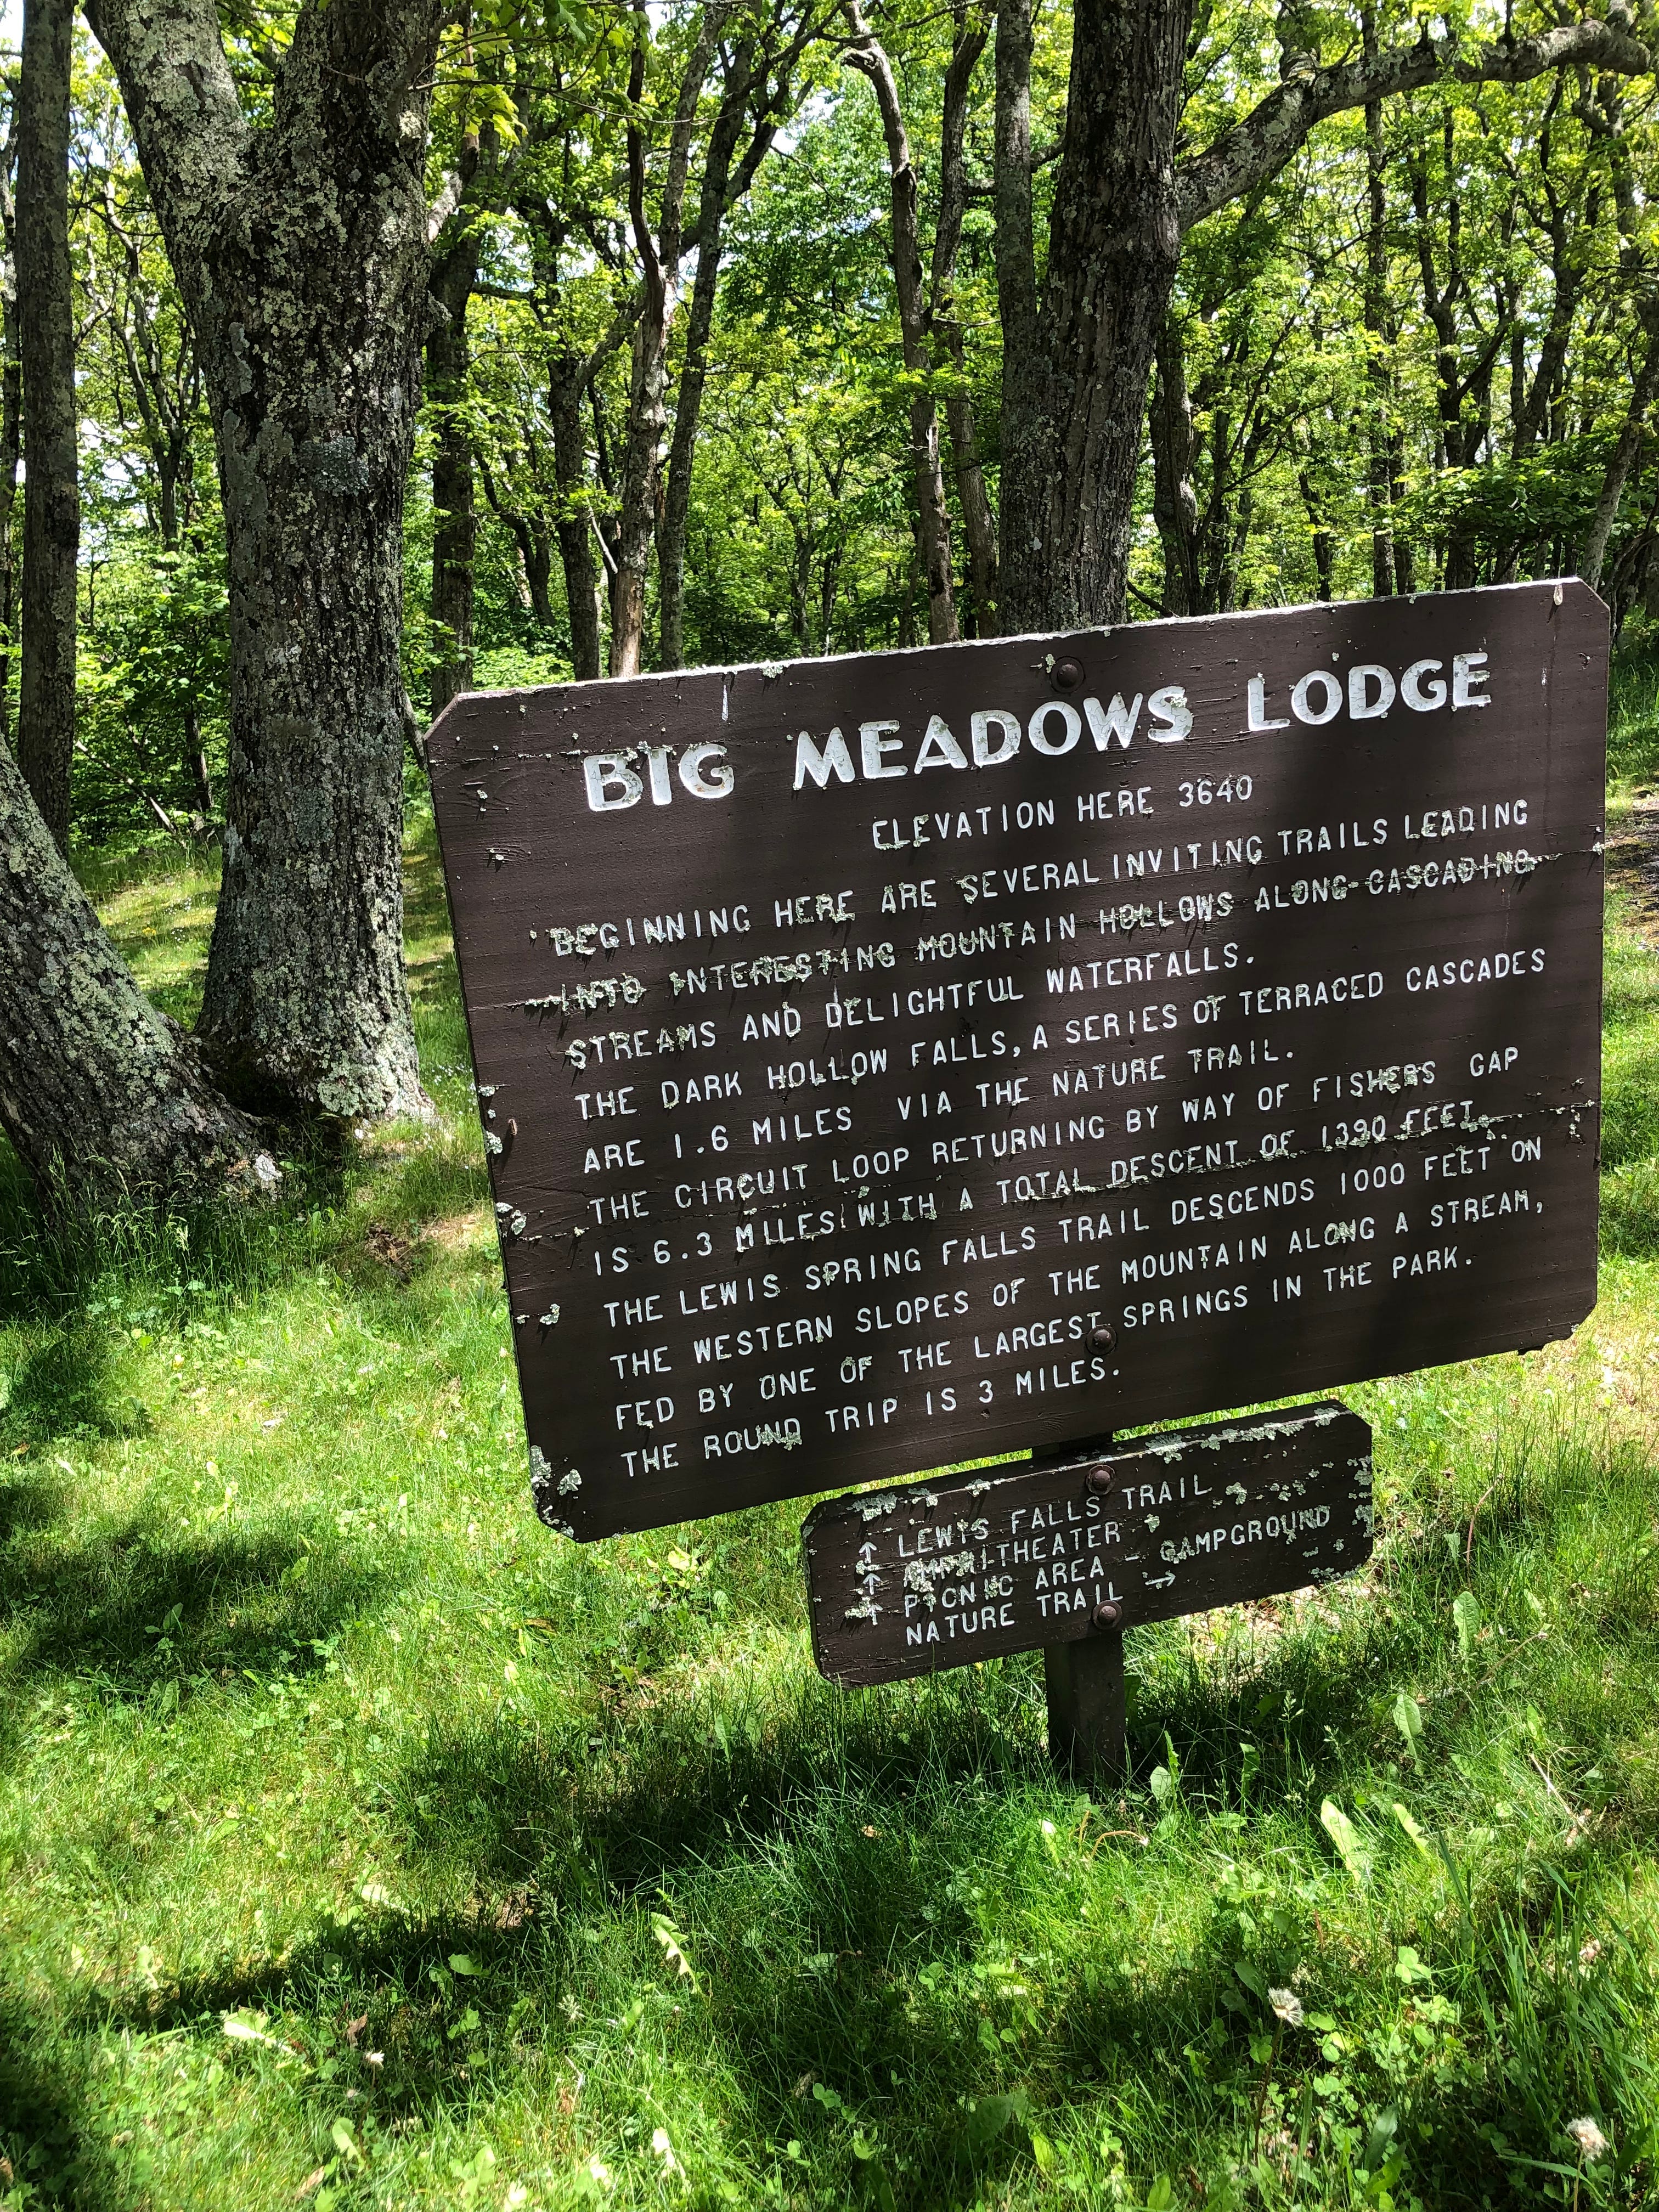 BIG MEADOWS LODGE
ELEVATION HERE 3640
BEGINNING HERE ARE SEVERAL INVITING TRAILS LEADING
INTO INTERESTING MOUNTAIN HOLLOWS ALONG CASCADING
STREAMS AND DELIGHTFUL WATERFALLS.
THE DARK HOLLOW FALLS, A SERIES OF TERRACED CASCADES
ARE 1.6 MILES VIA THE NATURE TRAIL.
THE CIRCUIT LOOP RETURNING BY WAY OF FISHERS GAP
IS 6.3 MILES WITH A TOTAL DESCENT OF 1390 FEET.
THE LEWIS SPRING FALLS TRAIL DESCENDS 1000 FEET ON
THE WESTERN SLOPES OF THE MOUNTAIN ALONG A STREAM,
FED BY ONE OF THE LARGEST SPRINGS IN THE PARK.
THE ROUND TRIP IS 3 MILES.
↑ LEWIS FALLS TRAIL
↑ AMPHITHEATER
↑ PICNIC AREA - CAMPGROUND
NATURE TRAIL →